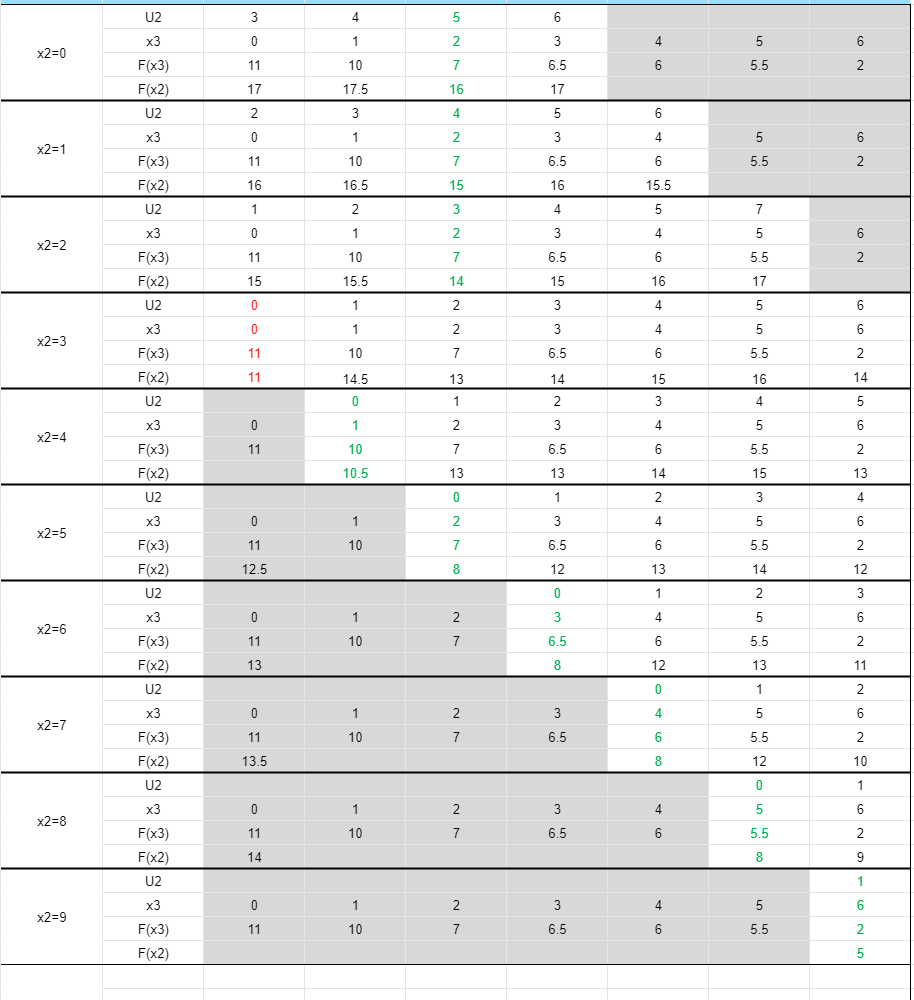 U2 3 4 5 6
x2=0 x3 0 1 2 3 4 5 6
F(x3) 11 10 7 6.5 6 5.5 2
F(x2) 17 17.5 16 17
U2 2 3 4 5 6
x2=1 x3 0 1 2 3 4 5 6
F(x3) 11 10 7 6.5 6 5.5 2
F(x2) 16 16.5 15 16 15.5
U2 1 2 3 4 5 7
x2=2 x3 0 1 2 3 4 5 6
F(x3) 11 10 7 6.5 6 5.5 2
F(x2) 15 15.5 14 15 16 17
U2 0 1 2 3 4 5 6
x2=3 x3 0 1 2 3 4 5 6
F(x3) 11 10 7 6.5 6 5.5 2
F(x2) 11 14.5 13 14 15 16 14
U2 0 1 2 3 4 5
x2=4 x3 0 1 2 3 4 5 6
F(x3) 11 10 7 6.5 6 5.5 2
F(x2) 10.5 13 13 14 15 13
U2 0 1 2 3 4
x2=5 x3 0 1 2 3 4 5 6
F(x3) 11 10 7 6.5 6 5.5 2
F(x2) 12.5 8 12 13 14 12
U2 0 1 2 3
x2=6 x3 0 1 2 3 4 5 6
F(x3) 11 10 7 6.5 6 5.5 2
F(x2) 13 8 12 13 11
U2 0 1 2
x2=7 x3 0 1 2 3 4 5 6
F(x3) 11 10 7 6.5 6 5.5 2
F(x2) 13.5 8 12 10
U2 0 1
x2=8 x3 0 1 2 3 4 5 6
F(x3) 11 10 7 6.5 6 5.5 2
F(x2) 14 8 9
U2 1
x2=9 x3 0 1 2 3 4 5 6
F(x3) 11 10 7 6.5 6 5.5 2
F(x2) 5